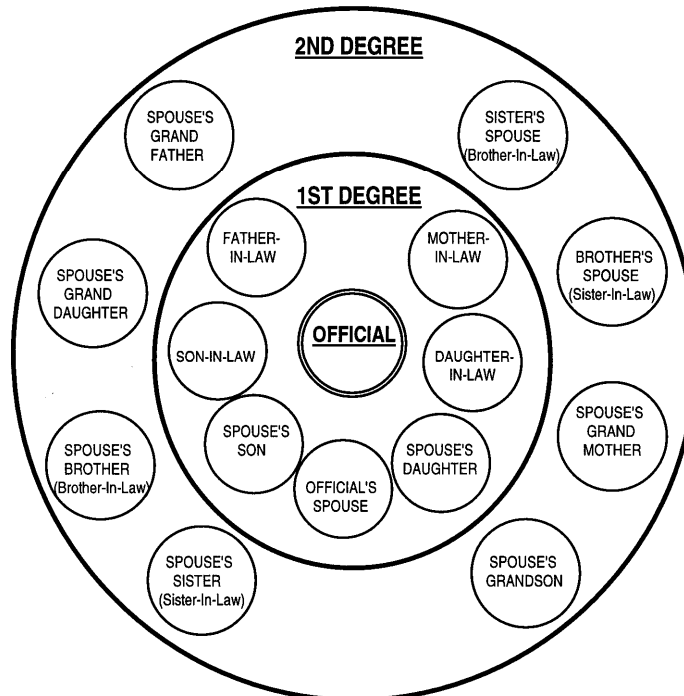 2ND DEGREE
SPOUSE'S
GRAND
FATHER
SISTER'S
SPOUSE
(Brother-In-Law)
1ST DEGREE
FATHER-
IN-LAW
MOTHER-
IN-LAW
SPOUSE'S
GRAND
DAUGHTER
BROTHER'S
SPOUSE
(Sister-In-Law)
OFFICIAL
SON-IN-LAW
DAUGHTER-
IN-LAW
SPOUSE'S
SON
SPOUSE'S
DAUGHTER
SPOUSE'S
GRAND
MOTHER
SPOUSE'S
BROTHER
(Brother-In-Law)
OFFICIAL'S
SPOUSE
SPOUSE'S
SISTER
(Sister-In-Law)
SPOUSE'S
GRANDSON